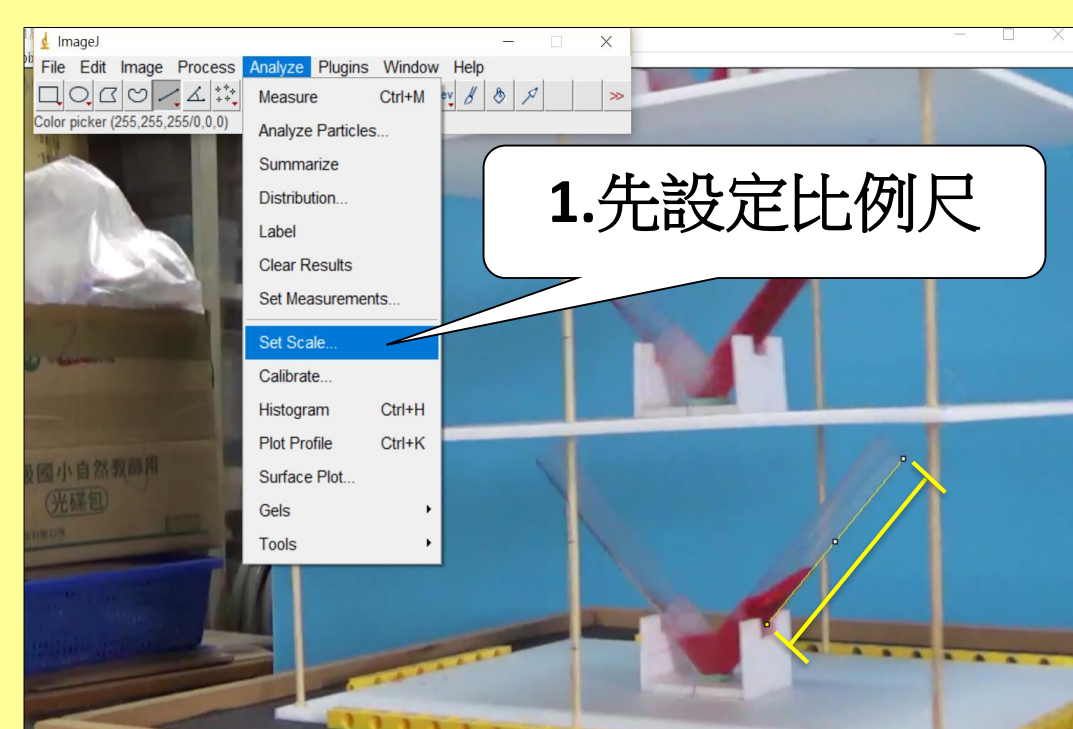 ImageJ
File Edit Image Process Analyze Plugins Window Help
Color picker (255,255,255/0,0,0)
Measure Ctrl+M
Analyze Particles...
Summarize
Distribution...
Label
Clear Results
Set Measurements...
Set Scale...
Calibrate...
Histogram Ctrl+H
Plot Profile Ctrl+K
Surface Plot...
Gels
Tools
1.先設定比例尺
國小自然教師用
(光碟包)